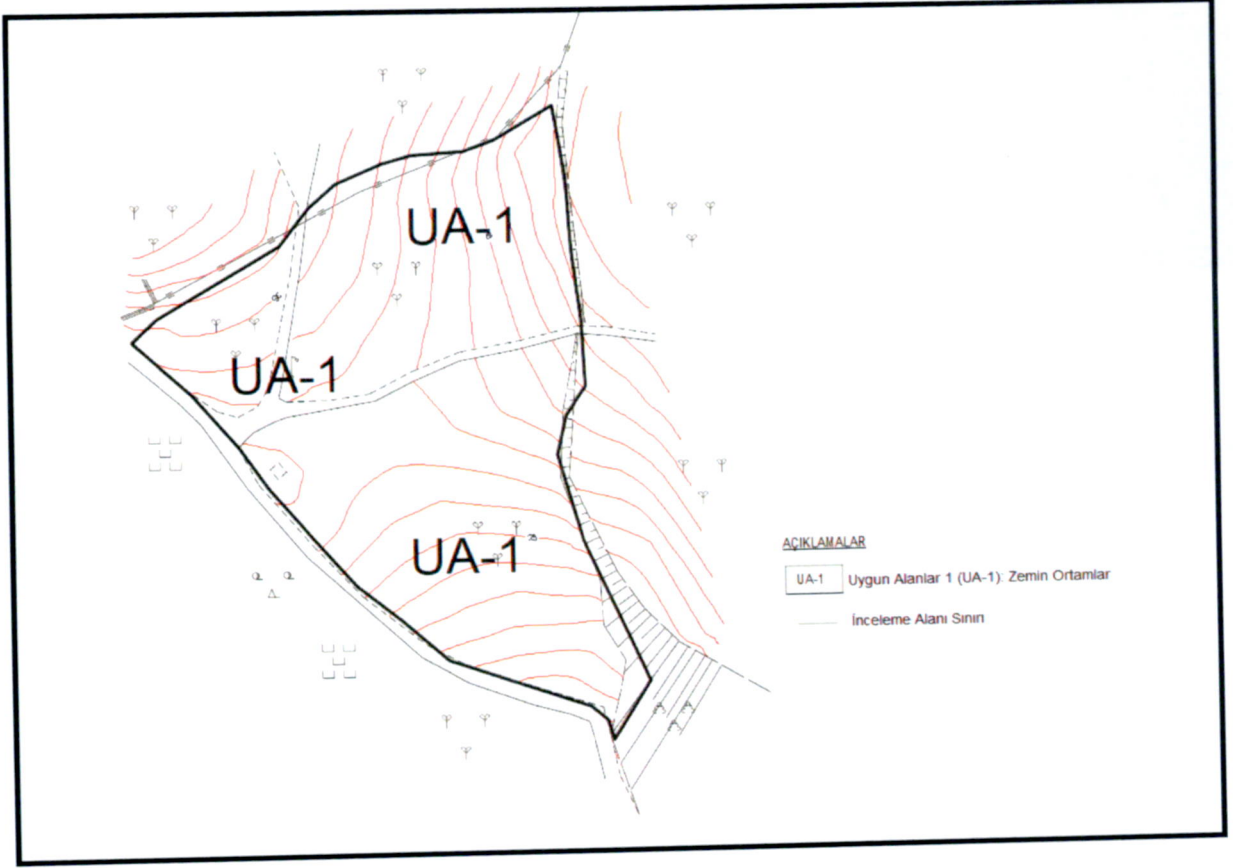 UA-1
UA-1
UA-1
AÇIKLAMALAR
UA-1 Uygun Alanlar 1 (UA-1): Zemin Ortamlar
İnceleme Alanı Sınırı